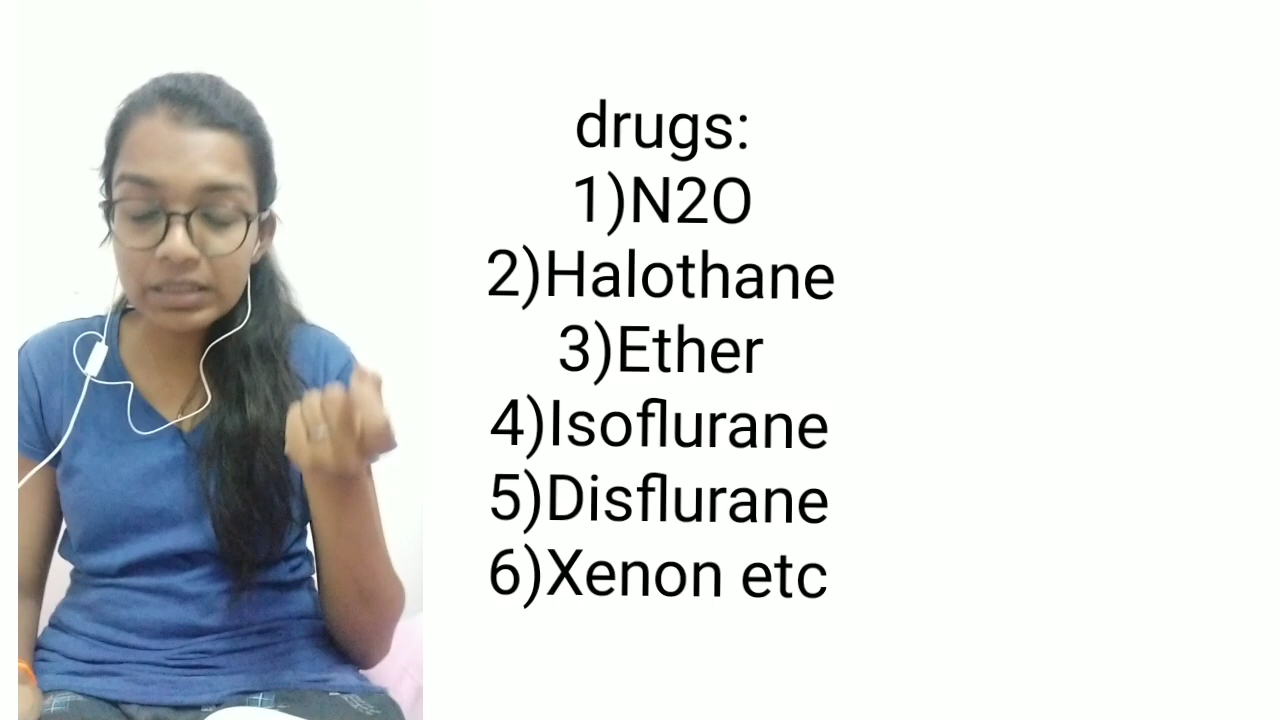 drugs:
1)N2O
2)Halothane
3)Ether
4)Isoflurane
5)Disflurane
6)Xenon etc